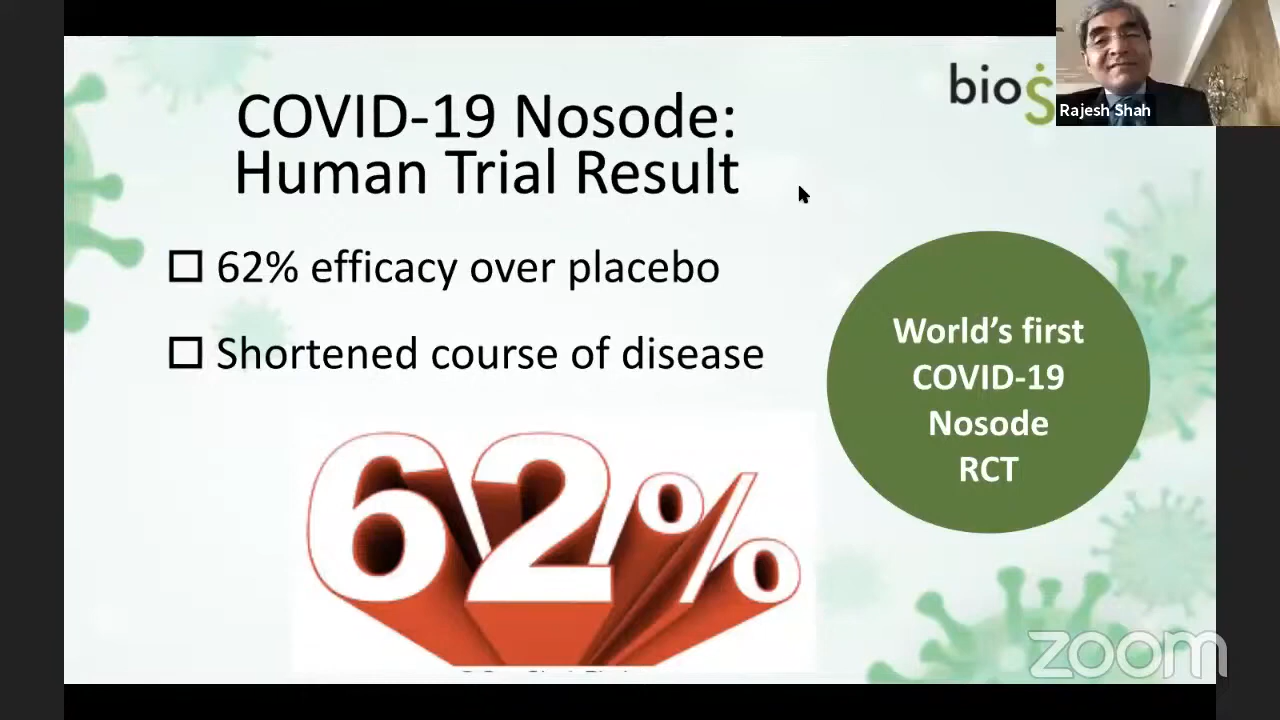 COVID-19 Nosode:
Human Trial Result
bioṠ
Rajesh Shah
☐ 62% efficacy over placebo
☐ Shortened course of disease
World’s first
COVID-19
Nosode
RCT
62%
zoom